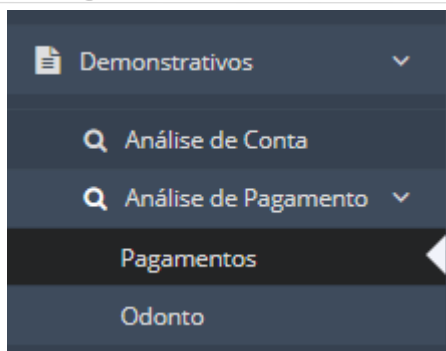 Demonstrativos
Análise de Conta
Análise de Pagamento
Pagamentos
Odonto